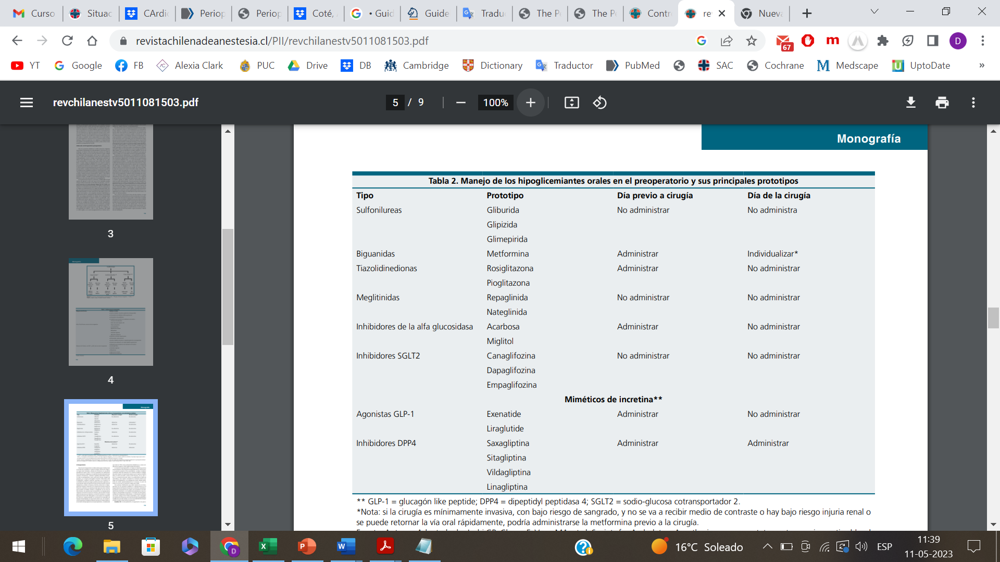 Curso
Situac
CArdi
Periop
Periop
Coté,
• Guid
Guide
Tradu
The P
The P
Contr
re
Nueva
revistachilenadeanestesia.cl/PII/revchilanestv5011081503.pdf
67
D
YT
Google
FB
Alexia Clark
PUC
Drive
DB
Cambridge
Dictionary
Traductor
PubMed
SAC
Cochrane
Medscape
UptoDate
»
revchilanestv5011081503.pdf
5 / 9
100%
3
4
5
Monografía
Tabla 2. Manejo de los hipoglicemiantes orales en el preoperatorio y sus principales prototipos
Tipo Prototipo Día previo a cirugía Día de la cirugía
Sulfonilureas Gliburida No administrar No administra
Glipizida
Glimepirida
Biguanidas Metformina Administrar Individualizar*
Tiazolidinedionas Rosiglitazona Administrar No administrar
Pioglitazona
Meglitinidas Repaglinida No administrar No administrar
Nateglinida
Inhibidores de la alfa glucosidasa Acarbosa Administrar No administrar
Miglitol
Inhibidores SGLT2 Canaglifozina No administrar No administrar
Dapaglifozina
Empaglifozina
Miméticos de incretina**
Agonistas GLP-1 Exenatide Administrar No administrar
Liraglutide
Inhibidores DPP4 Saxagliptina Administrar Administrar
Sitagliptina
Vildagliptina
Linagliptina
** GLP-1 = glucagón like peptide; DPP4 = dipeptidyl peptidasa 4; SGLT2 = sodio-glucosa cotransportador 2.
*Nota: si la cirugía es mínimamente invasiva, con bajo riesgo de sangrado, y no se va a recibir medio de contraste o hay bajo riesgo injuria renal o
se puede retornar la vía oral rápidamente, podría administrarse la metformina previo a la cirugía.
16°C Soleado
ESP
11:39
11-05-2023